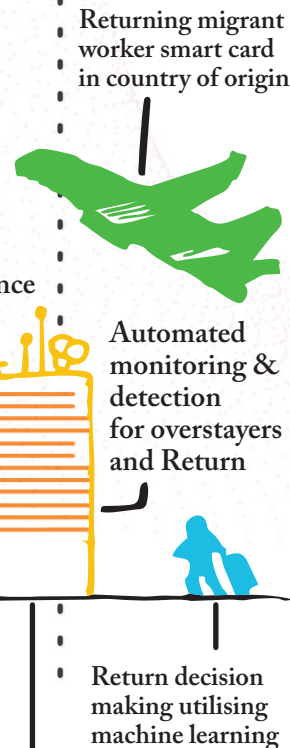 Returning migrant
worker smart card
in country of origin
Automated
monitoring &
detection
for overstayers
and Return
Return decision
making utilising
machine learning